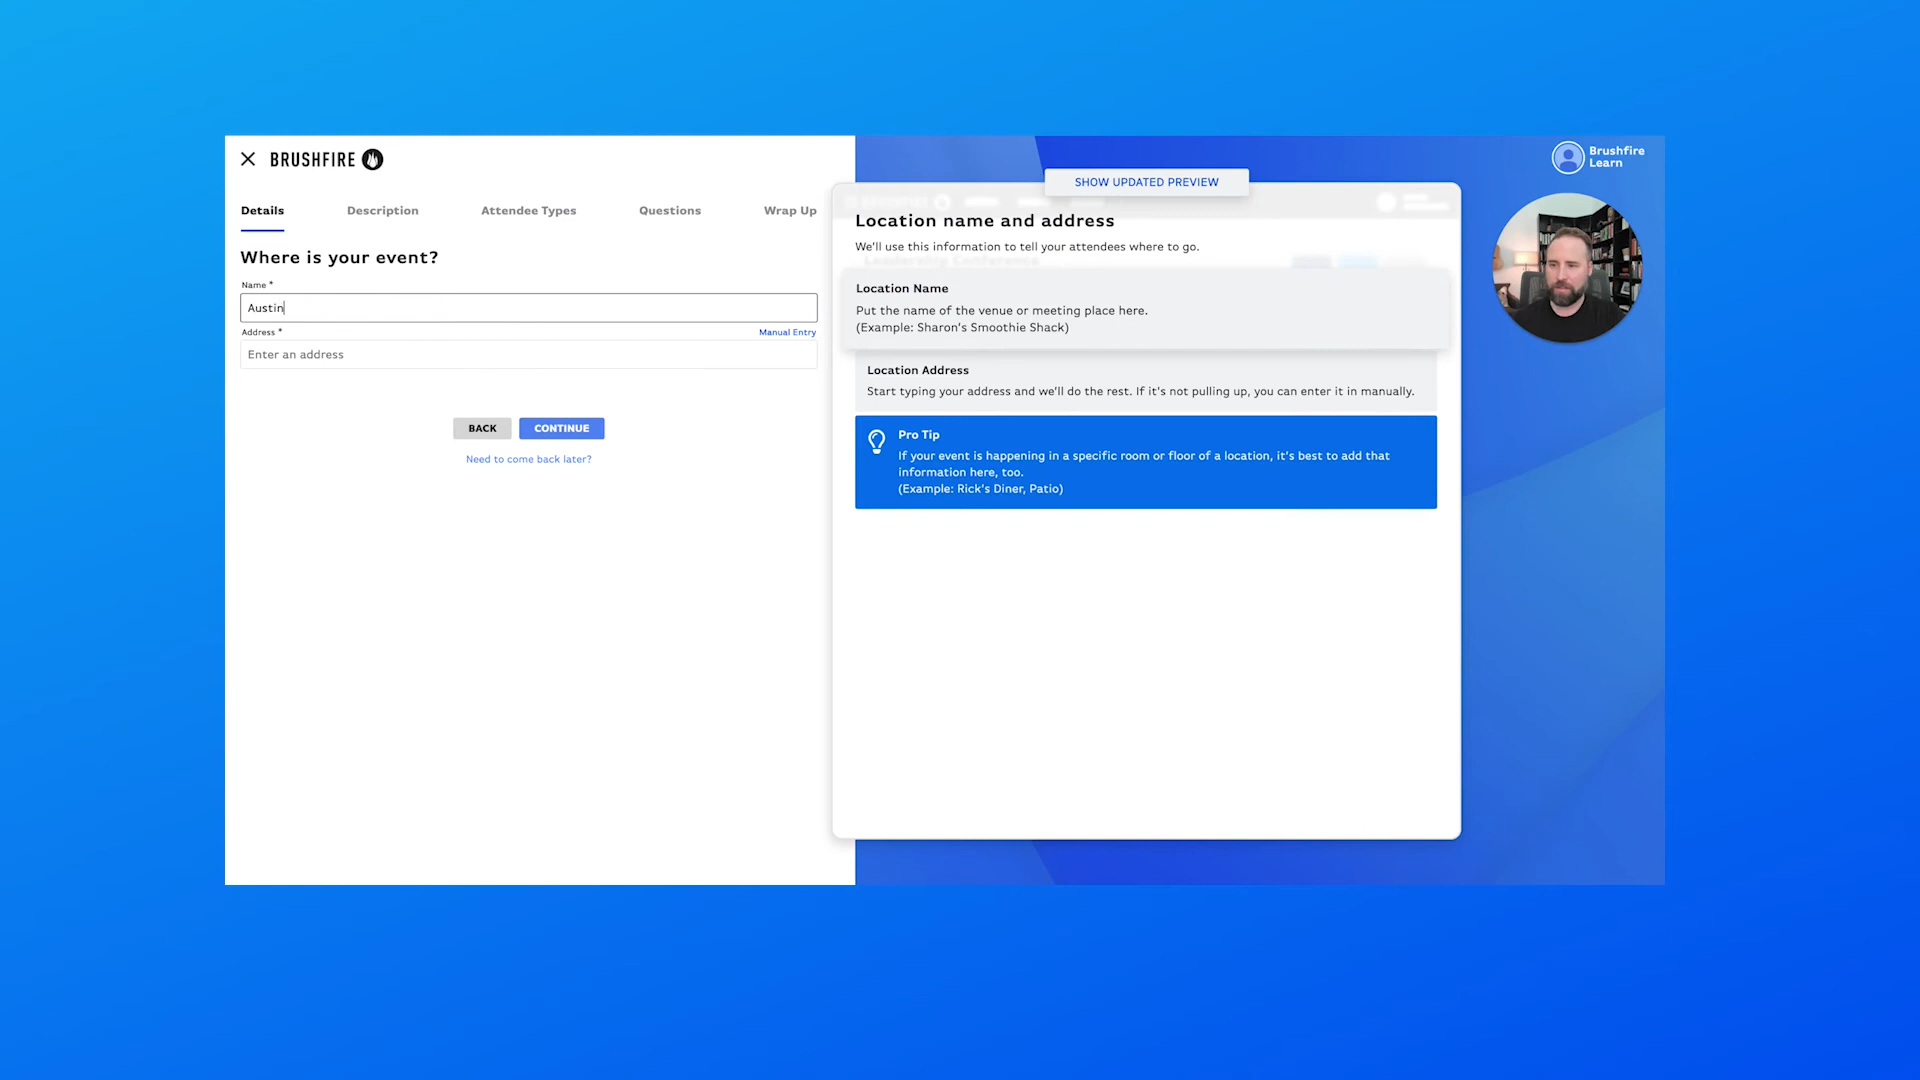 BRUSHFIRE
Details
Description
Attendee Types
Questions
Wrap Up
Where is your event?
Name *
Austin
Address *
Manual Entry
Enter an address
BACK
CONTINUE
Need to come back later?
SHOW UPDATED PREVIEW
Location name and address
We'll use this information to tell your attendees where to go.
Leadership Conference
Location Name
Put the name of the venue or meeting place here.
(Example: Sharon's Smoothie Shack)
Location Address
Start typing your address and we'll do the rest. If it's not pulling up, you can enter it in manually.
Pro Tip
If your event is happening in a specific room or floor of a location, it's best to add that
information here, too.
(Example: Rick's Diner, Patio)
Brushfire
Learn